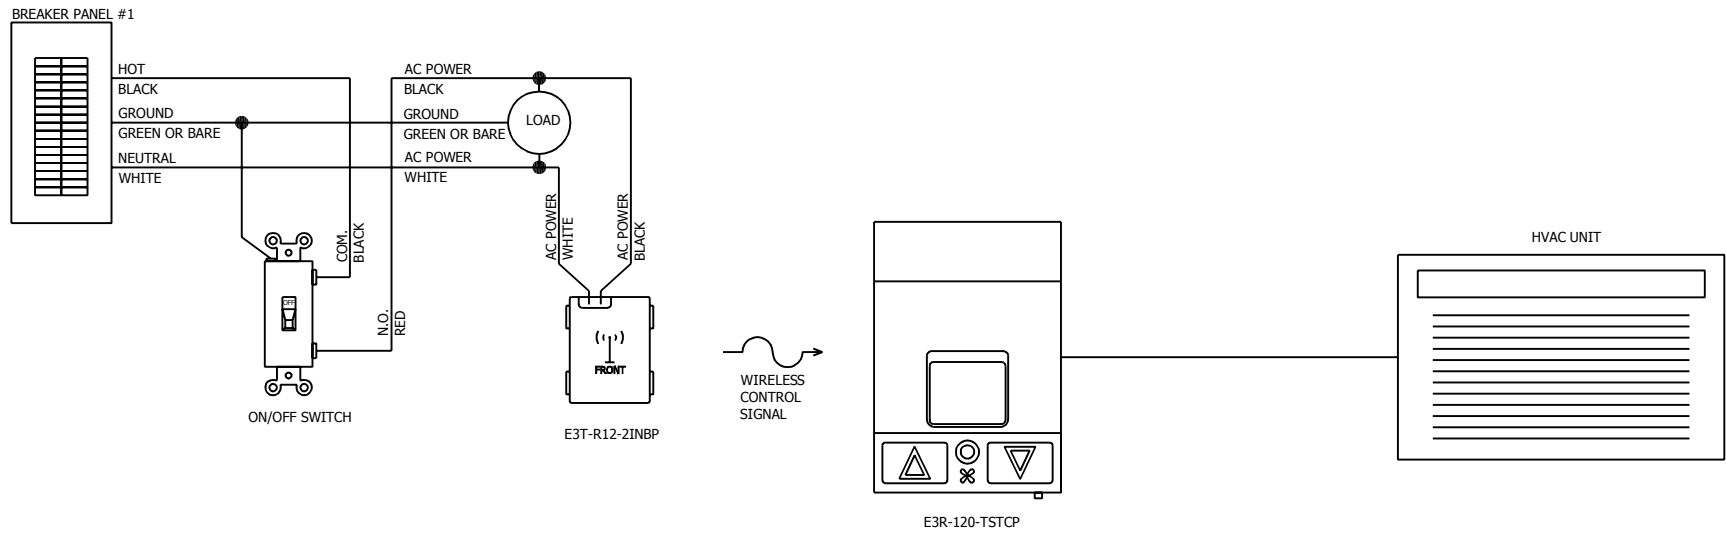 BREAKER PANEL #1
HOT
BLACK
GROUND
GREEN OR BARE
NEUTRAL
WHITE
AC POWER
BLACK
GROUND
GREEN OR BARE
AC POWER
WHITE
LOAD
COM.
BLACK
N.O.
RED
OFF
ON/OFF SWITCH
AC POWER
WHITE
AC POWER
BLACK
FRONT
E3T-R12-2INBP
WIRELESS
CONTROL
SIGNAL
E3R-120-TSTCP
HVAC UNIT